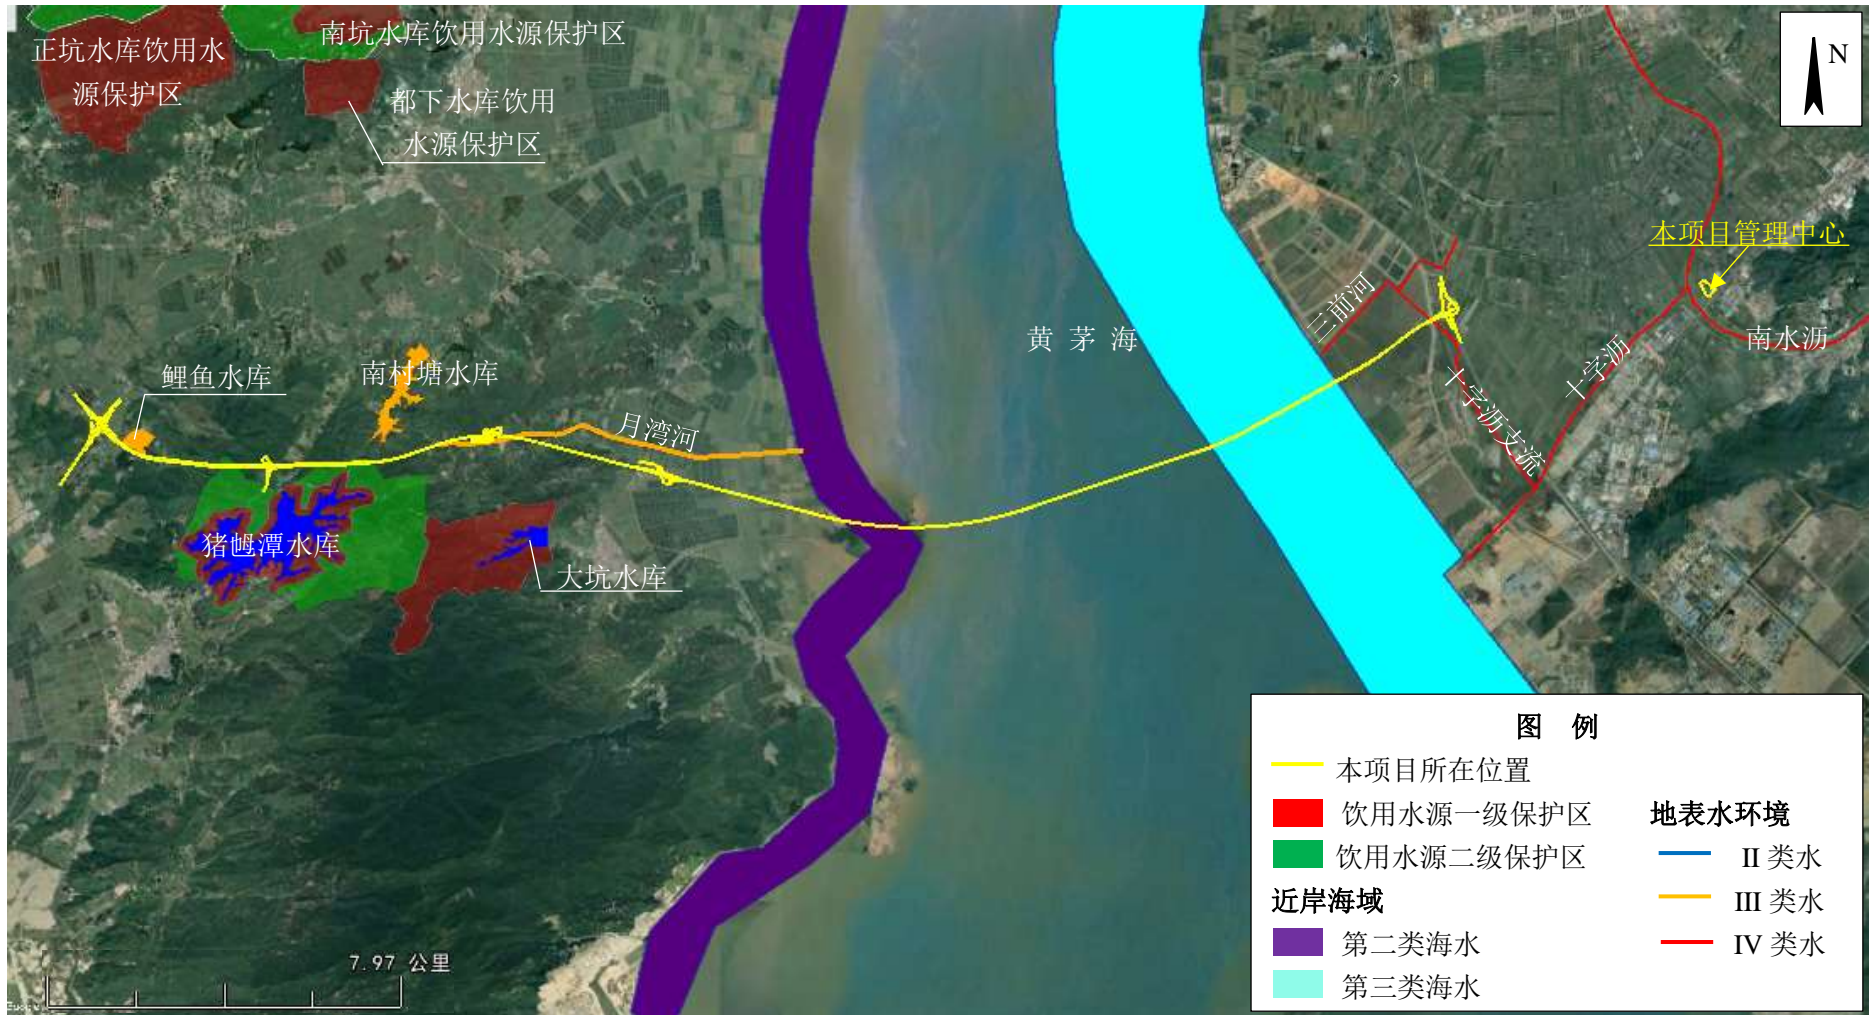 正坑水库饮用水
源保护区
南坑水库饮用水源保护区
都下水库饮用
水源保护区
N
本项目管理中心
三前河
黄茅海
南水沥
十字沥
十字沥支流
鲤鱼水库
南村塘水库
月湾河
猪乸潭水库
大坑水库
图 例
本项目所在位置
饮用水源一级保护区
饮用水源二级保护区
近岸海域
第二类海水
第三类海水
地表水环境
II 类水
III 类水
IV 类水
7.97 公里